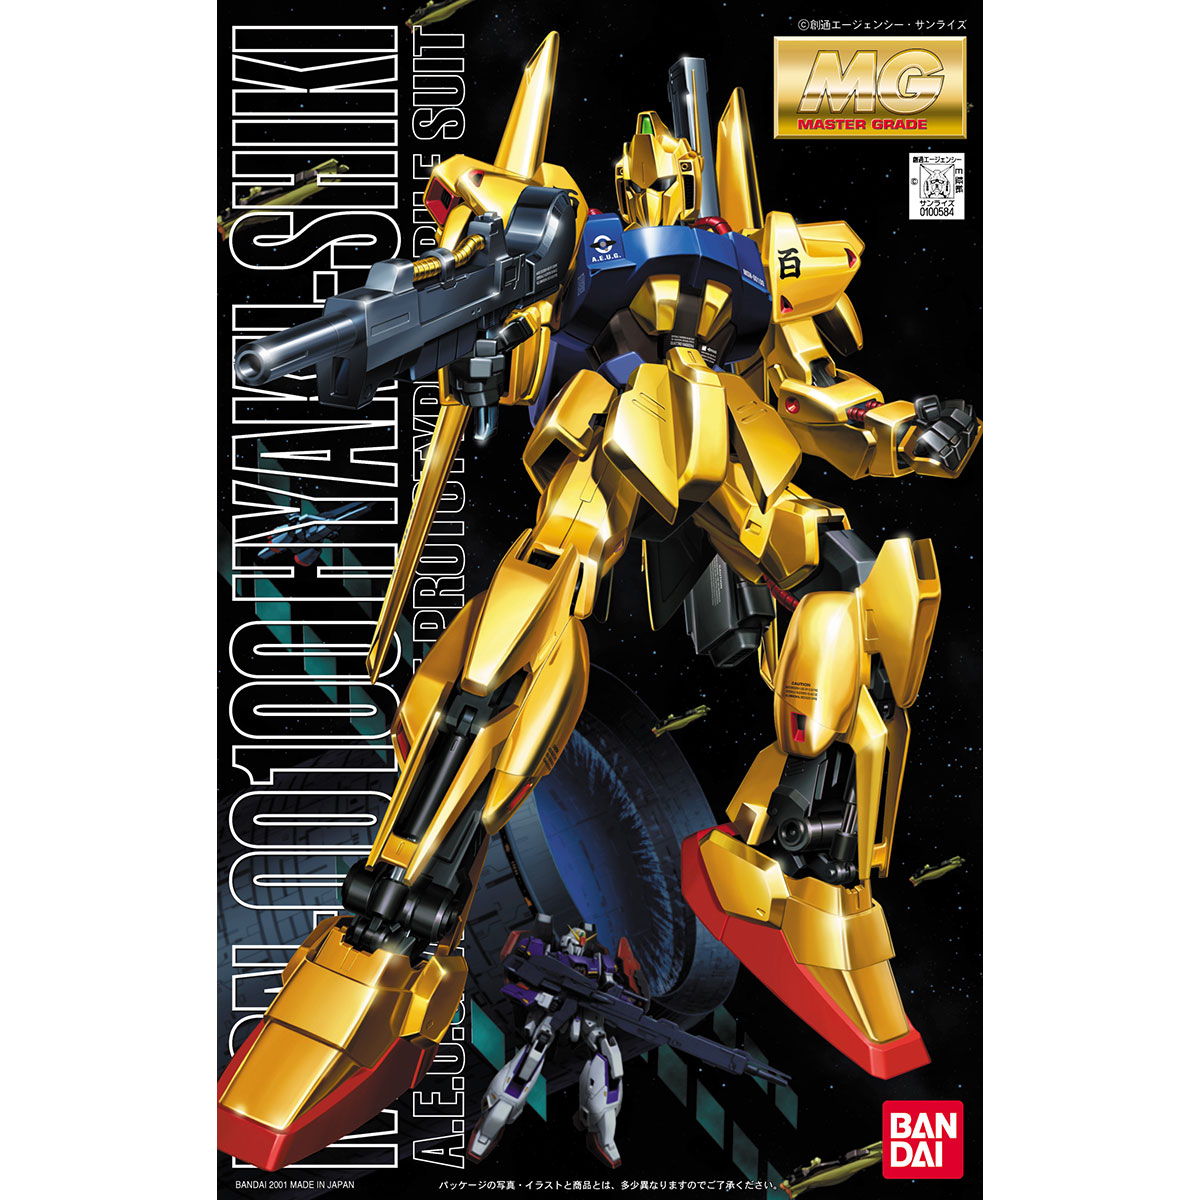 ©創通エージェンシー・サンライズ
MG
MASTER GRADE
創通エージェンシー
©
証紙
サンライズ
0100584
HYAKU-SHIKI
PROTOTYPE
SUIT
A.E.U.G.
百
MSN-00100
CAUTION
BAN
DAI
BANDAI 2001 MADE IN JAPAN
パッケージの写真・イラストと商品とは、多少異なりますのでご了承ください。